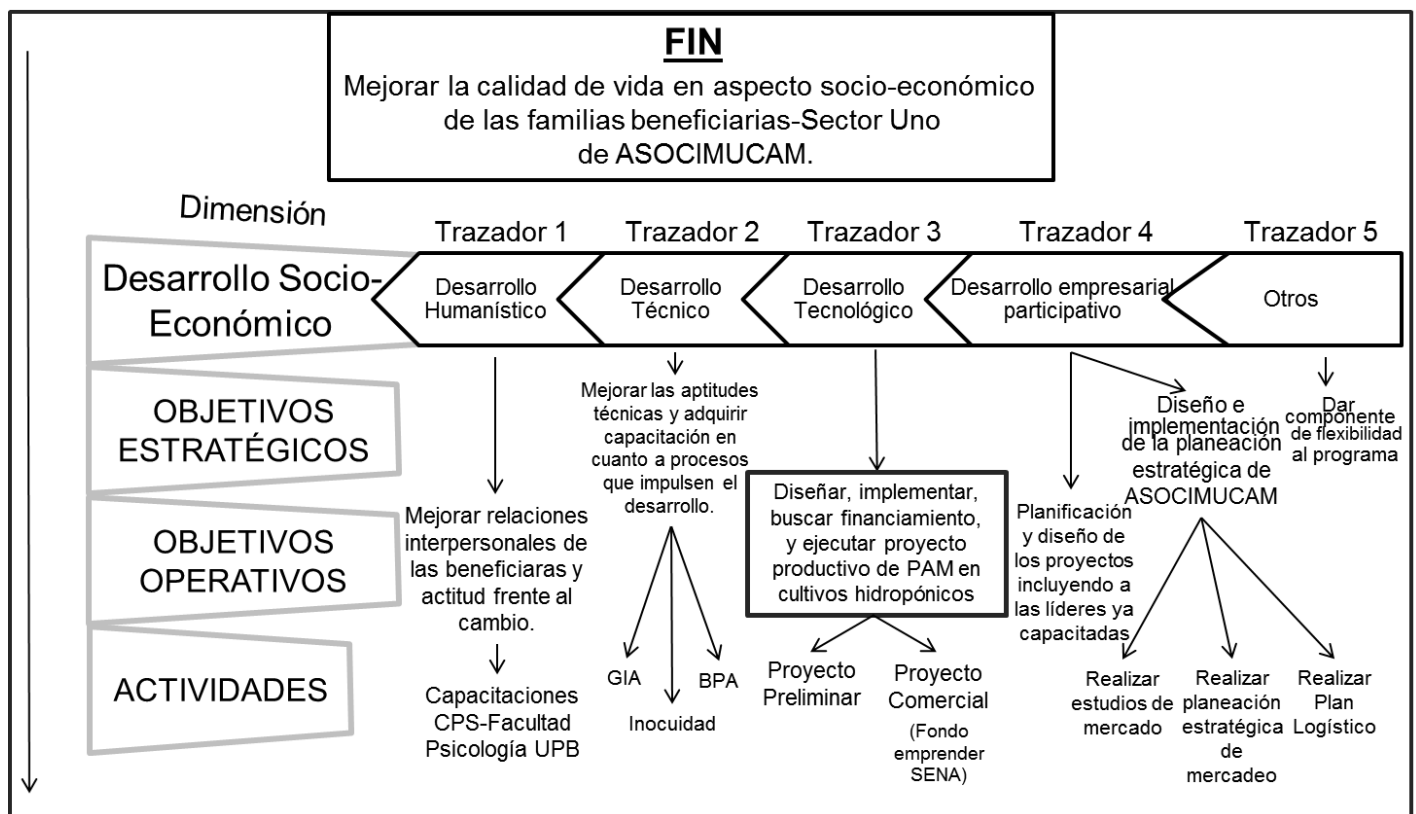 FIN
Mejorar la calidad de vida en aspecto socio-económico
de las familias beneficiarias-Sector Uno
de ASOCIMUCAM.
Dimensión
Trazador 1
Trazador 2
Trazador 3
Trazador 4
Trazador 5
Desarrollo Socio-
Económico
Desarrollo
Humanístico
Desarrollo
Técnico
Desarrollo
Tecnológico
Desarrollo empresarial
participativo
Otros
OBJETIVOS
ESTRATÉGICOS
Mejorar las aptitudes
técnicas y adquirir
capacitación en
cuanto a procesos
que impulsen el
desarrollo.
Diseño e
implementación
de la planeación
estratégica de
ASOCIMUCAM
Dar
componente
de flexibilidad
al programa
OBJETIVOS
OPERATIVOS
Mejorar relaciones
interpersonales de
las beneficiaras y
actitud frente al
cambio.
Diseñar, implementar,
buscar financiamiento,
y ejecutar proyecto
productivo de PAM en
cultivos hidropónicos
Planificación
y diseño de
los proyectos
incluyendo a
las líderes ya
capacitadas
ACTIVIDADES
Capacitaciones
CPS-Facultad
Psicología UPB
GIA
Inocuidad
BPA
Proyecto
Preliminar
Proyecto
Comercial
(Fondo
emprender
SENA)
Realizar
estudios de
mercado
Realizar
planeación
estratégica
de
mercadeo
Realizar
Plan
Logístico